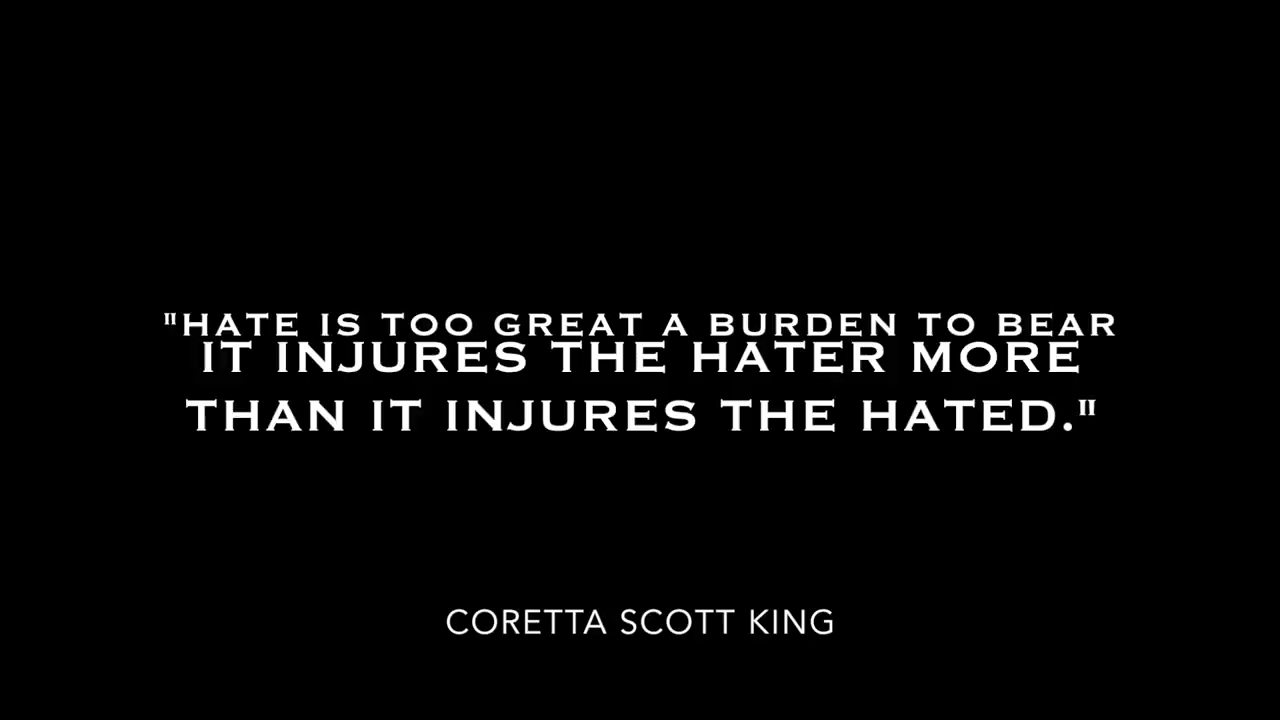 "HATE IS TOO GREAT A BURDEN TO BEAR
IT INJURES THE HATER MORE
THAN IT INJURES THE HATED."
CORETTA SCOTT KING